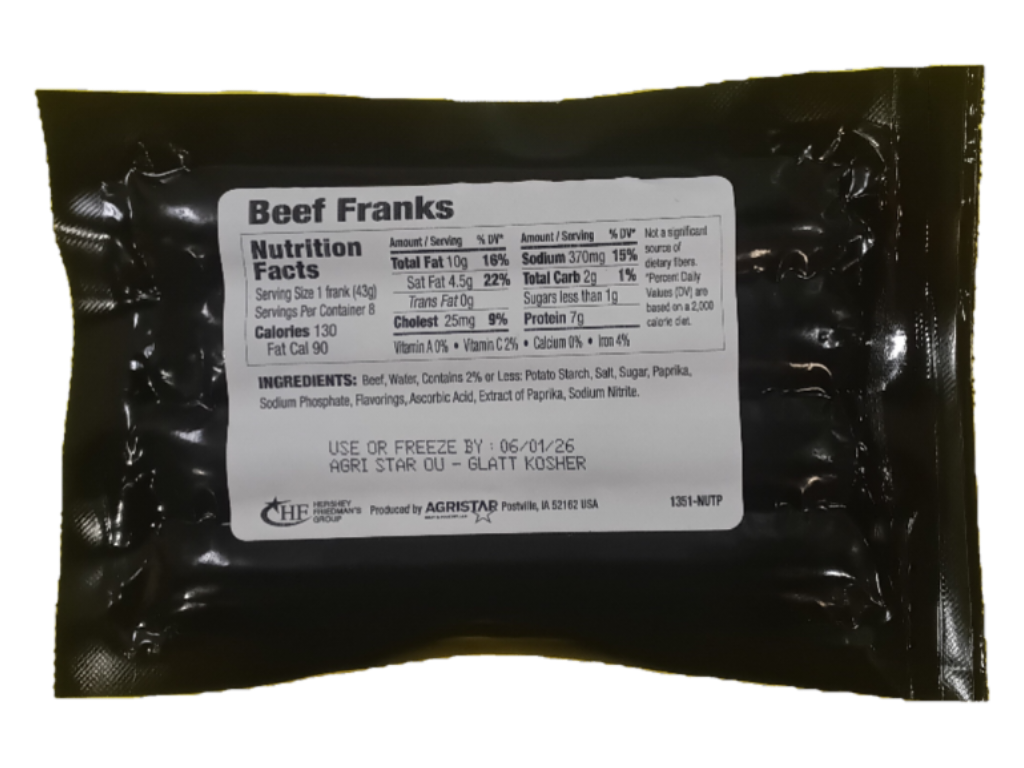 Beef Franks
Nutrition
Facts
Serving Size 1 frank (43g)
Servings Per Container 8
Calories 130
Fat Cal 90
Amount / Serving % DV*
Total Fat 10g 16%
Sat Fat 4.5g 22%
Trans Fat 0g
Cholest 25mg 9%
Amount / Serving % DV*
Sodium 370mg 15%
Total Carb 2g 1%
Sugars less than 1g
Protein 7g
Vitamin A 0% • Vitamin C 2% • Calcium 0% • Iron 4%
Not a significant
source of
dietary fibers.
*Percent Daily
Values (DV) are
based on a 2,000
calorie diet.
INGREDIENTS: Beef, Water, Contains 2% or Less: Potato Starch, Salt, Sugar, Paprika,
Sodium Phosphate, Flavorings, Ascorbic Acid, Extract of Paprika, Sodium Nitrite.
USE OR FREEZE BY : 06/01/26
AGRI STAR OU - GLATT KOSHER
HF HERSHEY
FRIEDMAN'S
GROUP
Produced by AGRISTAR Postville, IA 52162 USA
1351-NUTP